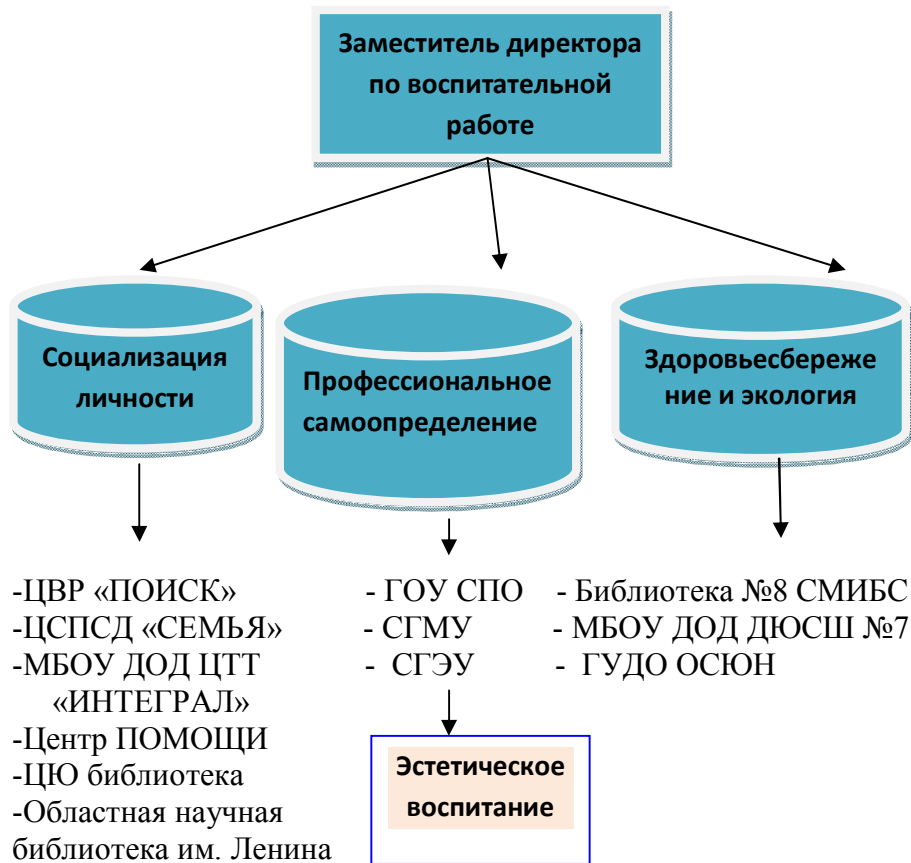 Заместитель директора
по воспитательной
работе
Социализация
личности
Профессиональное
самоопределение
Здоровьесбереже
ние и экология
-ЦВР «ПОИСК»
-ЦСПСД «СЕМЬЯ»
-МБОУ ДОД ЦТТ
«ИНТЕГРАЛ»
-Центр ПОМОЩИ
-ЦЮ библиотека
-Областная научная
библиотека им. Ленина
- ГОУ СПО
- СГМУ
- СГЭУ
- Библиотека №8 СМИБС
- МБОУ ДОД ДЮСШ №7
- ГУДО ОСЮН
Эстетическое
воспитание